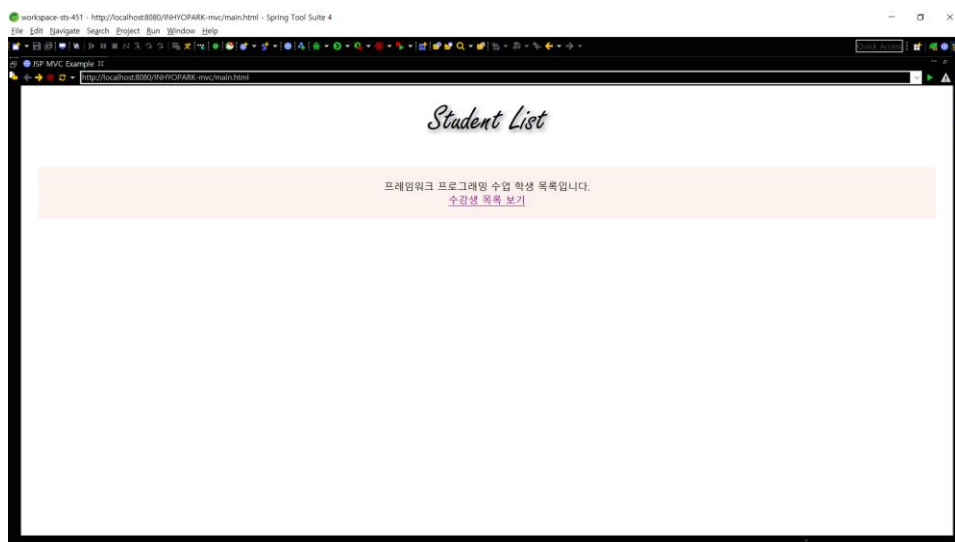 workspace-sts-451 - http://localhost:8080/INHYOPARK-mvc/main.html - Spring Tool Suite 4
File Edit Navigate Search Project Run Window Help
Quick Access
JSP MVC Example
http://localhost:8080/INHYOPARK-mvc/main.html
Student List
프레임워크 프로그래밍 수업 학생 목록입니다.
수강생 목록 보기